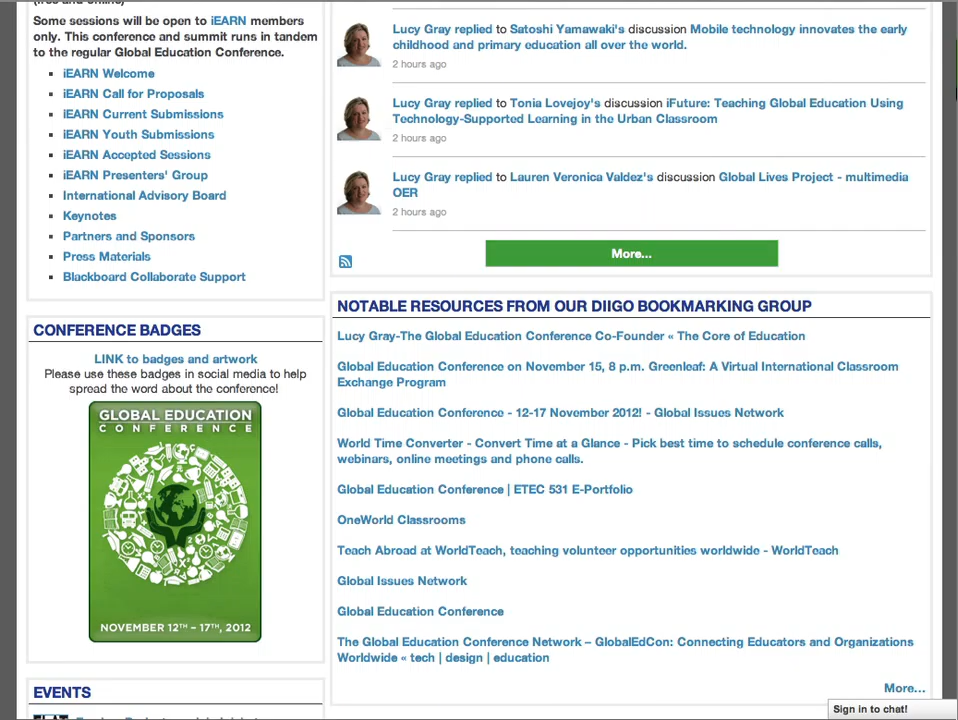 Some sessions will be open to iEARN members
only. This conference and summit runs in tandem
to the regular Global Education Conference.
iEARN Welcome
iEARN Call for Proposals
iEARN Current Submissions
iEARN Youth Submissions
iEARN Accepted Sessions
iEARN Presenters' Group
International Advisory Board
Keynotes
Partners and Sponsors
Press Materials
Blackboard Collaborate Support
CONFERENCE BADGES
LINK to badges and artwork
Please use these badges in social media to help
spread the word about the conference!
GLOBAL EDUCATION
CONFERENCE
NOVEMBER 12TH – 17TH, 2012
EVENTS
Lucy Gray replied to Satoshi Yamawaki's discussion Mobile technology innovates the early
childhood and primary education all over the world.
2 hours ago
Lucy Gray replied to Tonia Lovejoy's discussion iFuture: Teaching Global Education Using
Technology-Supported Learning in the Urban Classroom
2 hours ago
Lucy Gray replied to Lauren Veronica Valdez's discussion Global Lives Project - multimedia
OER
2 hours ago
More...
NOTABLE RESOURCES FROM OUR DIIGO BOOKMARKING GROUP
Lucy Gray-The Global Education Conference Co-Founder « The Core of Education
Global Education Conference on November 15, 8 p.m. Greenleaf: A Virtual International Classroom
Exchange Program
Global Education Conference - 12-17 November 2012! - Global Issues Network
World Time Converter - Convert Time at a Glance - Pick best time to schedule conference calls,
webinars, online meetings and phone calls.
Global Education Conference | ETEC 531 E-Portfolio
OneWorld Classrooms
Teach Abroad at WorldTeach, teaching volunteer opportunities worldwide - WorldTeach
Global Issues Network
Global Education Conference
The Global Education Conference Network – GlobalEdCon: Connecting Educators and Organizations
Worldwide « tech | design | education
More...
Sign in to chat!